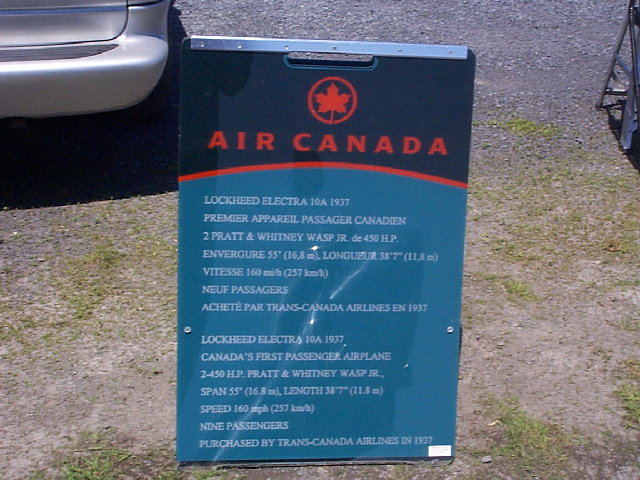 AIR CANADA
LOCKHEED ELECTRA 10A 1937
PREMIER APPAREIL PASSAGER CANADIEN
2 PRATT & WHITNEY WASP JR. de 450 H.P.
ENVERGURE 55' (16,8 m), LONGUEUR 38'7" (11,8 m)
VITESSE 160 mi/h (257 km/h)
NEUF PASSAGERS
ACHETÉ PAR TRANS-CANADA AIRLINES EN 1937
LOCKHEED ELECTRA 10A 1937
CANADA'S FIRST PASSENGER AIRPLANE
2-450 H.P. PRATT & WHITNEY WASP JR.,
SPAN 55' (16.8 m), LENGTH 38'7" (11.8 m)
SPEED 160 mph (257 km/h)
NINE PASSENGERS
PURCHASED BY TRANS-CANADA AIRLINES IN 1937